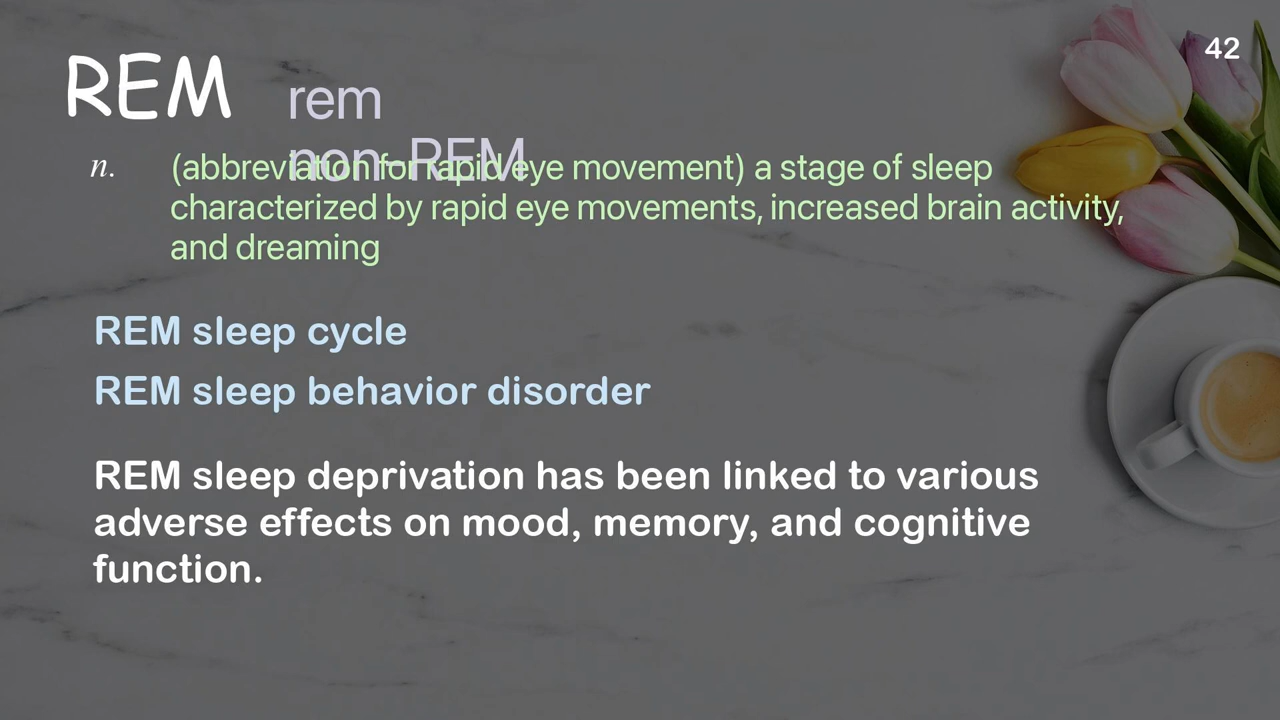 42
REM
rem
non-REM
n.
(abbreviation for rapid eye movement) a stage of sleep
characterized by rapid eye movements, increased brain activity,
and dreaming
REM sleep cycle
REM sleep behavior disorder
REM sleep deprivation has been linked to various
adverse effects on mood, memory, and cognitive
function.